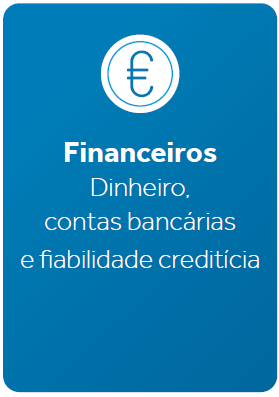 €
Financeiros
Dinheiro,
contas bancárias
e fiabilidade creditícia